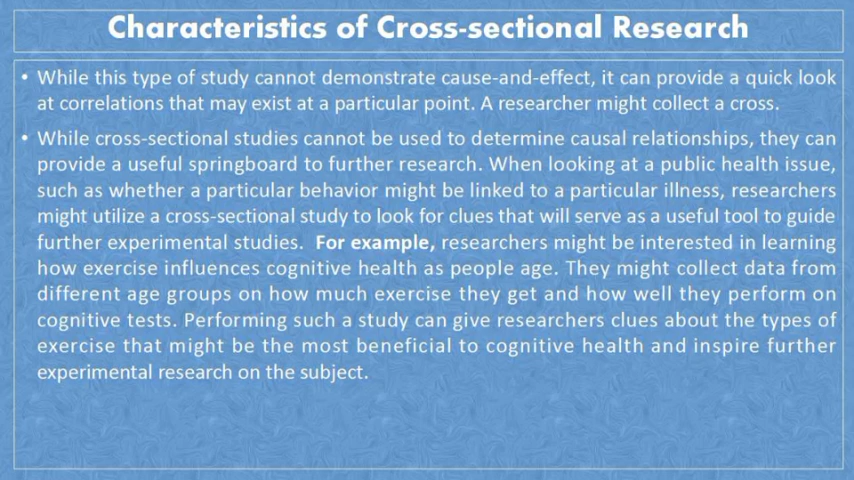 Characteristics of Cross-sectional Research
• While this type of study cannot demonstrate cause-and-effect, it can provide a quick look
at correlations that may exist at a particular point. A researcher might collect a cross.
• While cross-sectional studies cannot be used to determine causal relationships, they can
provide a useful springboard to further research. When looking at a public health issue,
such as whether a particular behavior might be linked to a particular illness, researchers
might utilize a cross-sectional study to look for clues that will serve as a useful tool to guide
further experimental studies. For example, researchers might be interested in learning
how exercise influences cognitive health as people age. They might collect data from
different age groups on how much exercise they get and how well they perform on
cognitive tests. Performing such a study can give researchers clues about the types of
exercise that might be the most beneficial to cognitive health and inspire further
experimental research on the subject.